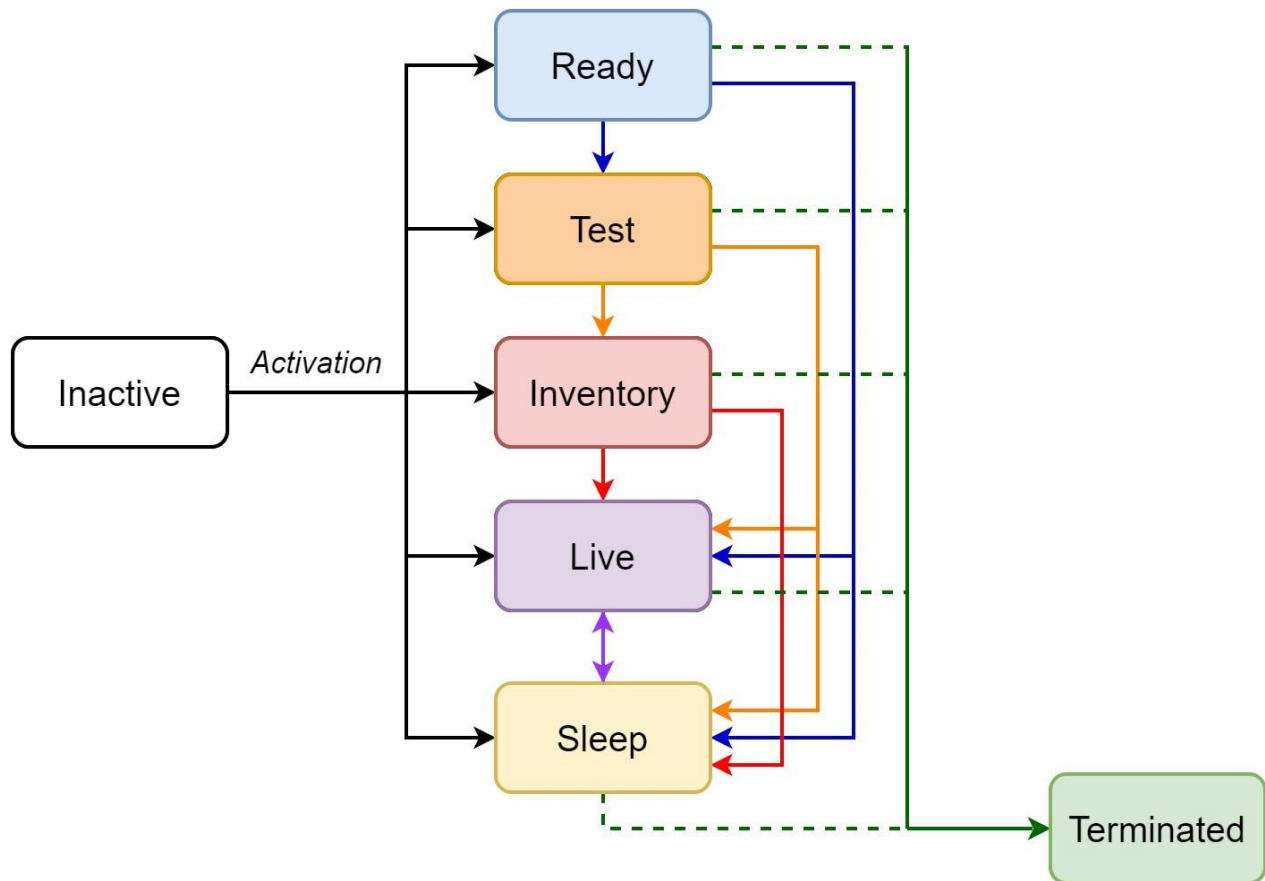 Ready
Test
Inactive
Activation
Inventory
Live
Sleep
Terminated